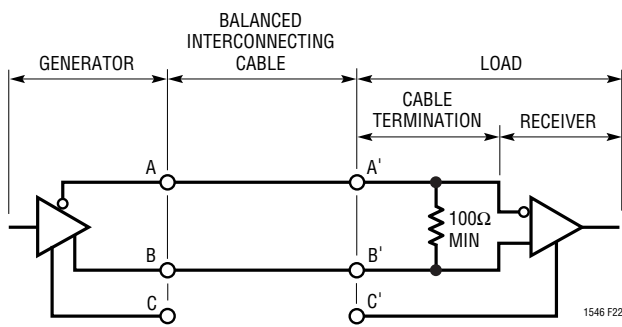 BALANCED
INTERCONNECTING
CABLE
GENERATOR
LOAD
CABLE
TERMINATION
RECEIVER
A
A'
100Ω
MIN
B
B'
C
C'
1546 F22